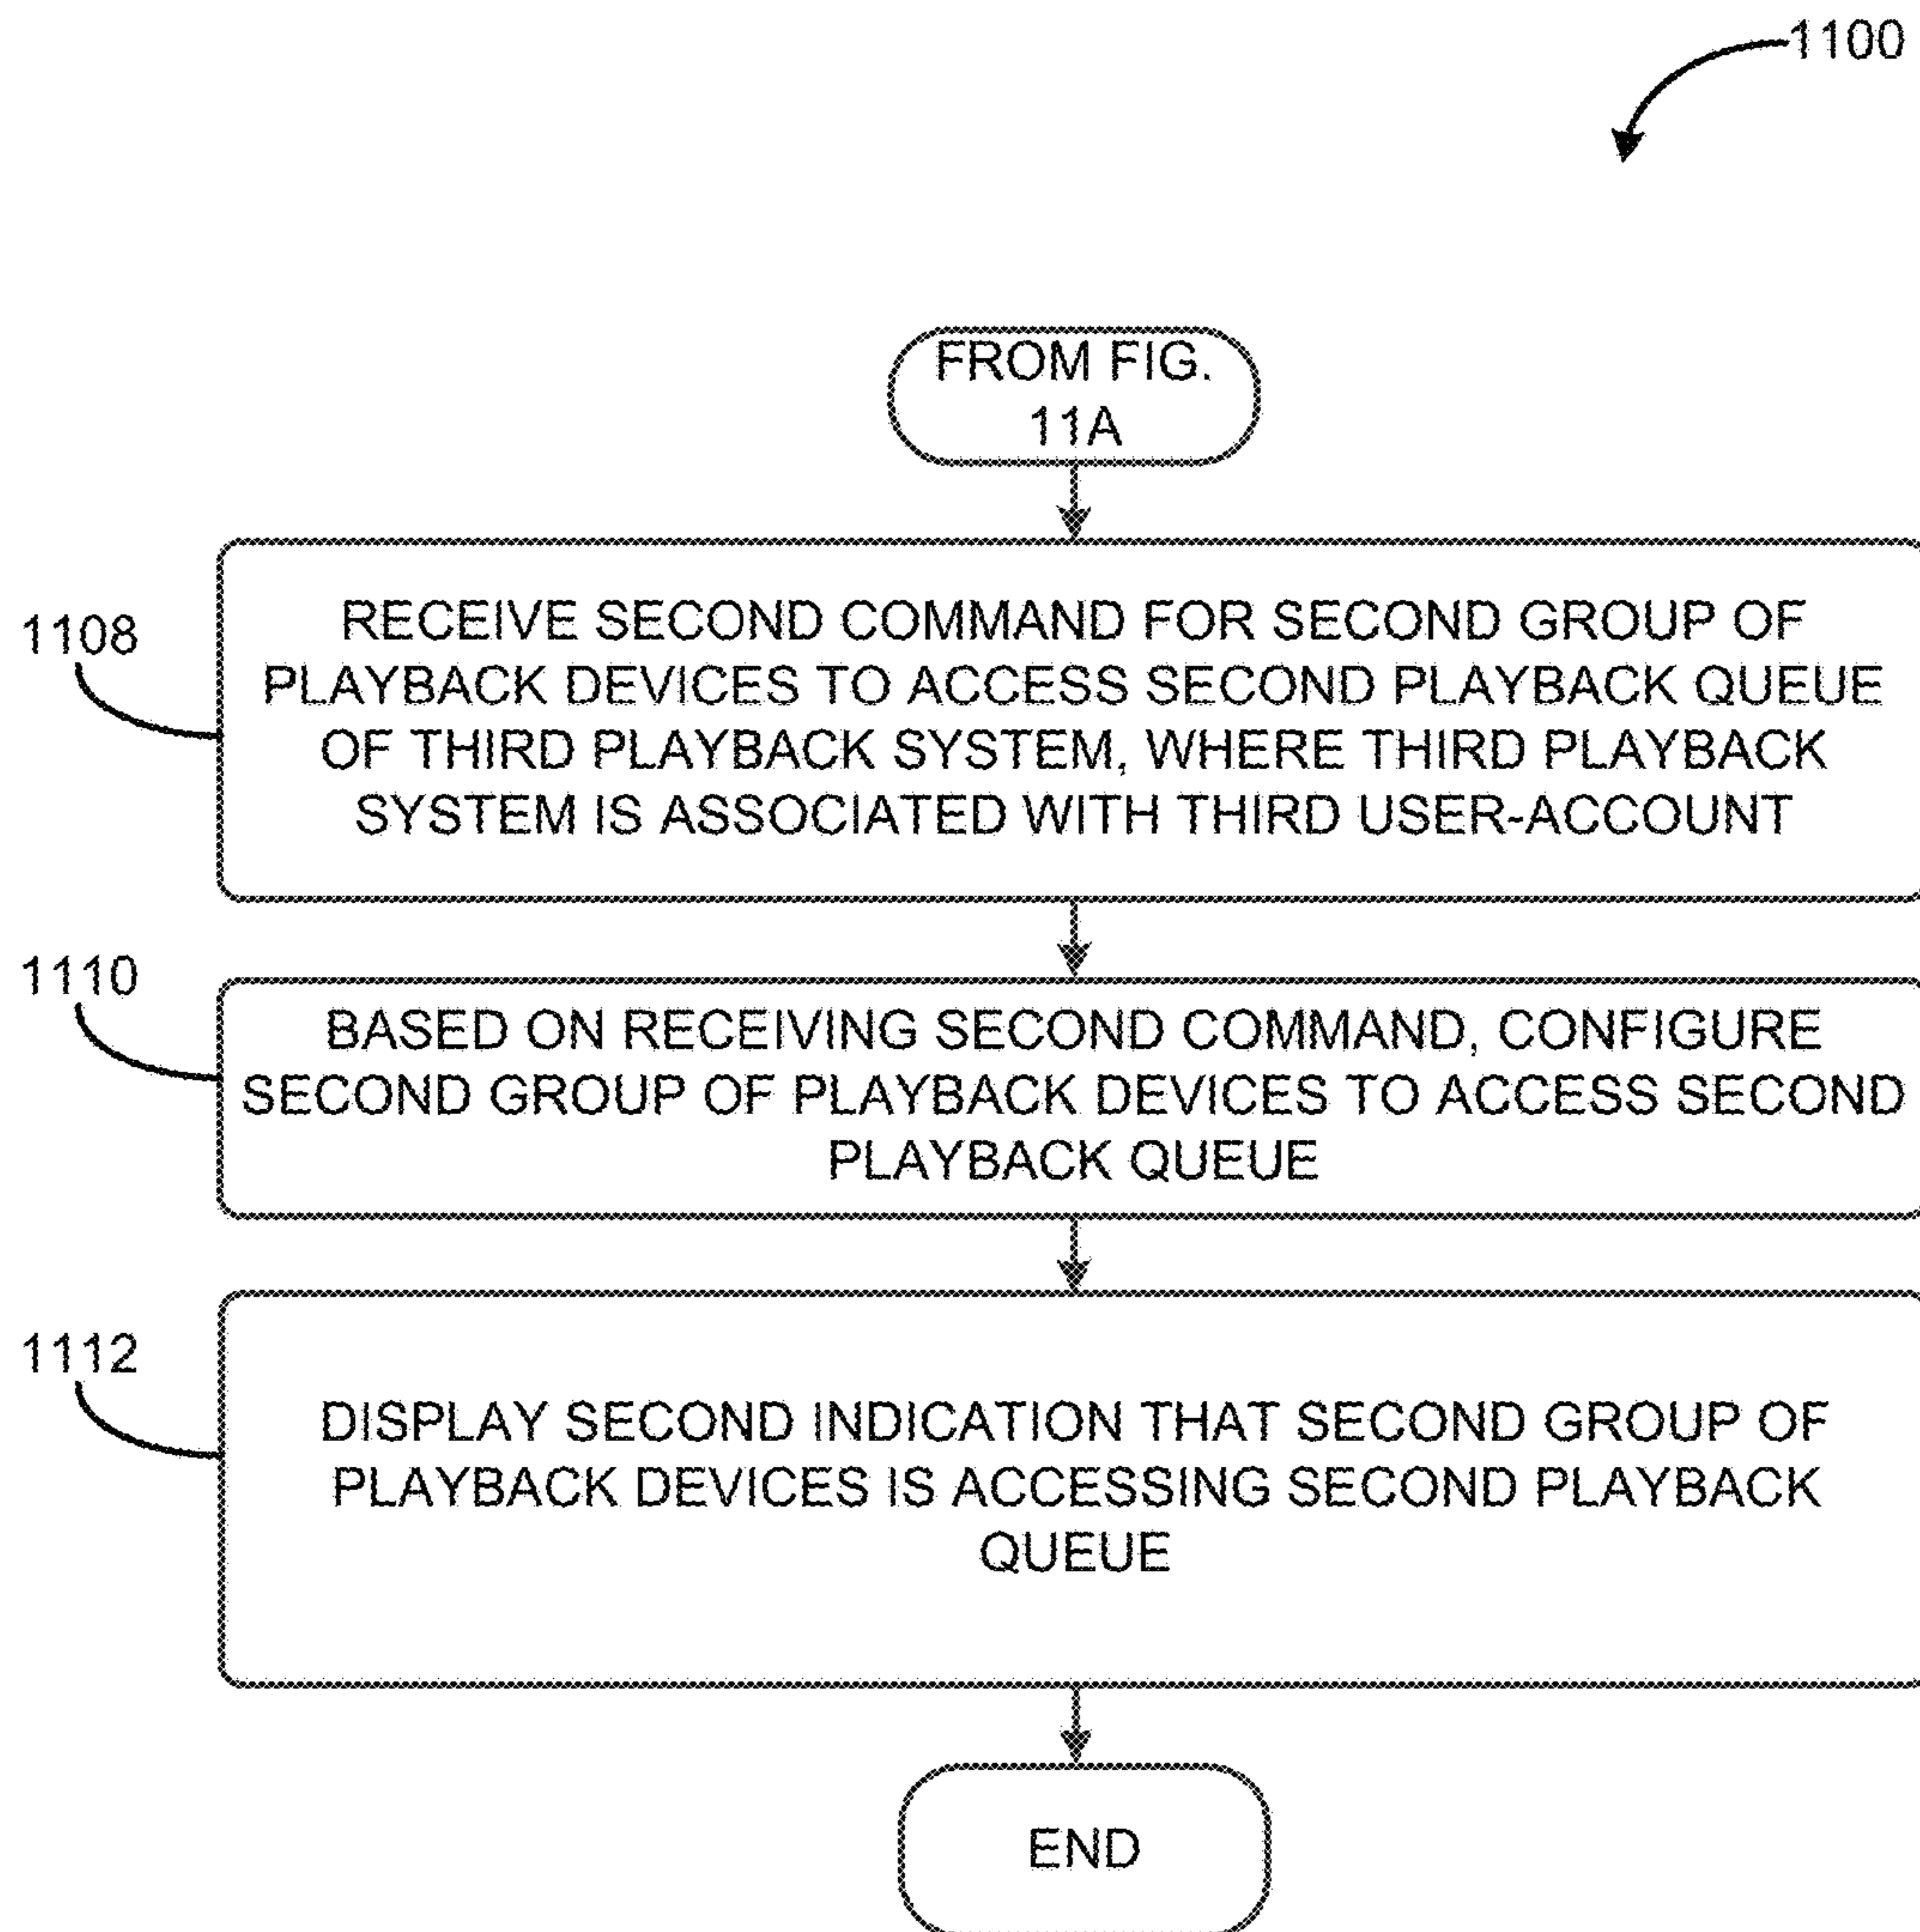 1100
FROM FIG.
11A
1108
RECEIVE SECOND COMMAND FOR SECOND GROUP OF
PLAYBACK DEVICES TO ACCESS SECOND PLAYBACK QUEUE
OF THIRD PLAYBACK SYSTEM, WHERE THIRD PLAYBACK
SYSTEM IS ASSOCIATED WITH THIRD USER-ACCOUNT
1110
BASED ON RECEIVING SECOND COMMAND, CONFIGURE
SECOND GROUP OF PLAYBACK DEVICES TO ACCESS SECOND
PLAYBACK QUEUE
1112
DISPLAY SECOND INDICATION THAT SECOND GROUP OF
PLAYBACK DEVICES IS ACCESSING SECOND PLAYBACK
QUEUE
END